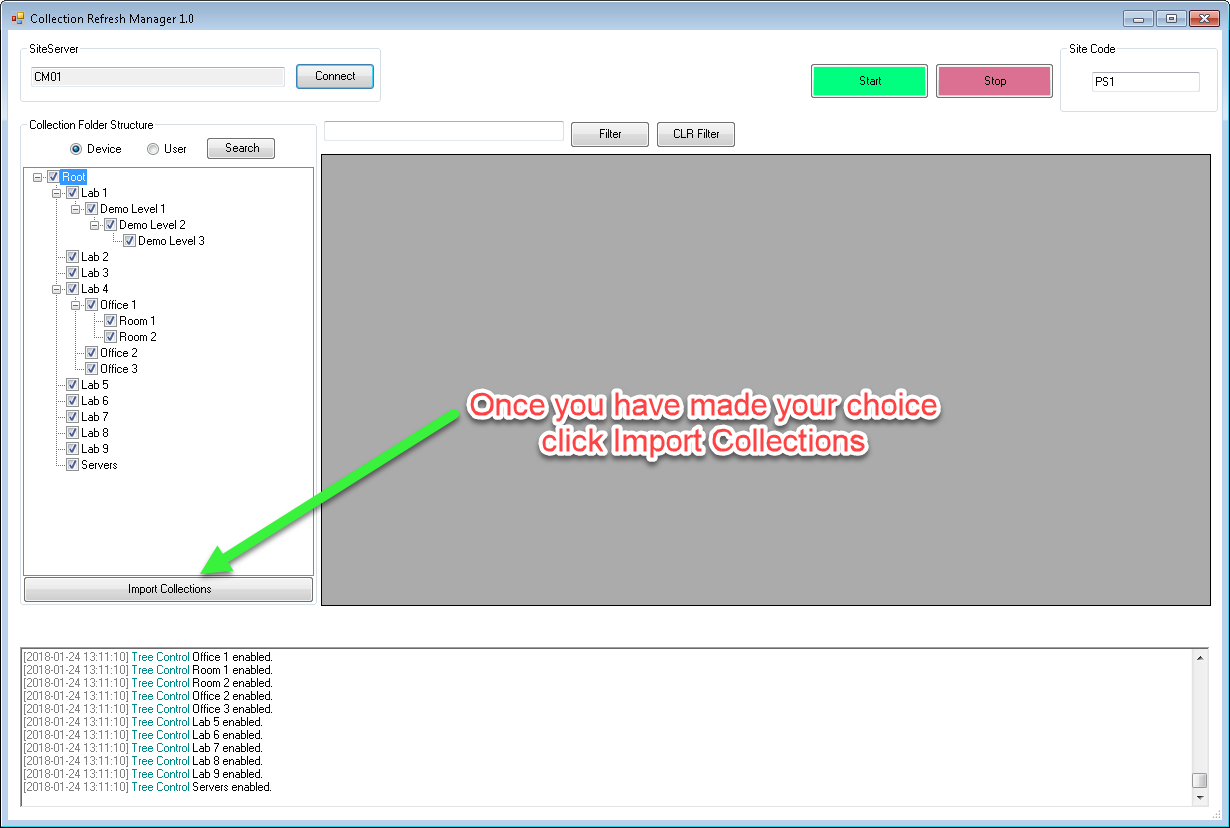 Collection Refresh Manager 1.0
SiteServer
CM01
Connect
Start
Stop
Site Code
PS1
Collection Folder Structure
Device
User
Search
Filter
CLR Filter
Root
Lab 1
Demo Level 1
Demo Level 2
Demo Level 3
Lab 2
Lab 3
Lab 4
Office 1
Room 1
Room 2
Office 2
Office 3
Lab 5
Lab 6
Lab 7
Lab 8
Lab 9
Servers
Once you have made your choice
click Import Collections
Import Collections
[2018-01-24 13:11:10] Tree Control Office 1 enabled.
[2018-01-24 13:11:10] Tree Control Room 1 enabled.
[2018-01-24 13:11:10] Tree Control Room 2 enabled.
[2018-01-24 13:11:10] Tree Control Office 2 enabled.
[2018-01-24 13:11:10] Tree Control Office 3 enabled.
[2018-01-24 13:11:10] Tree Control Lab 5 enabled.
[2018-01-24 13:11:10] Tree Control Lab 6 enabled.
[2018-01-24 13:11:10] Tree Control Lab 7 enabled.
[2018-01-24 13:11:10] Tree Control Lab 8 enabled.
[2018-01-24 13:11:10] Tree Control Lab 9 enabled.
[2018-01-24 13:11:10] Tree Control Servers enabled.